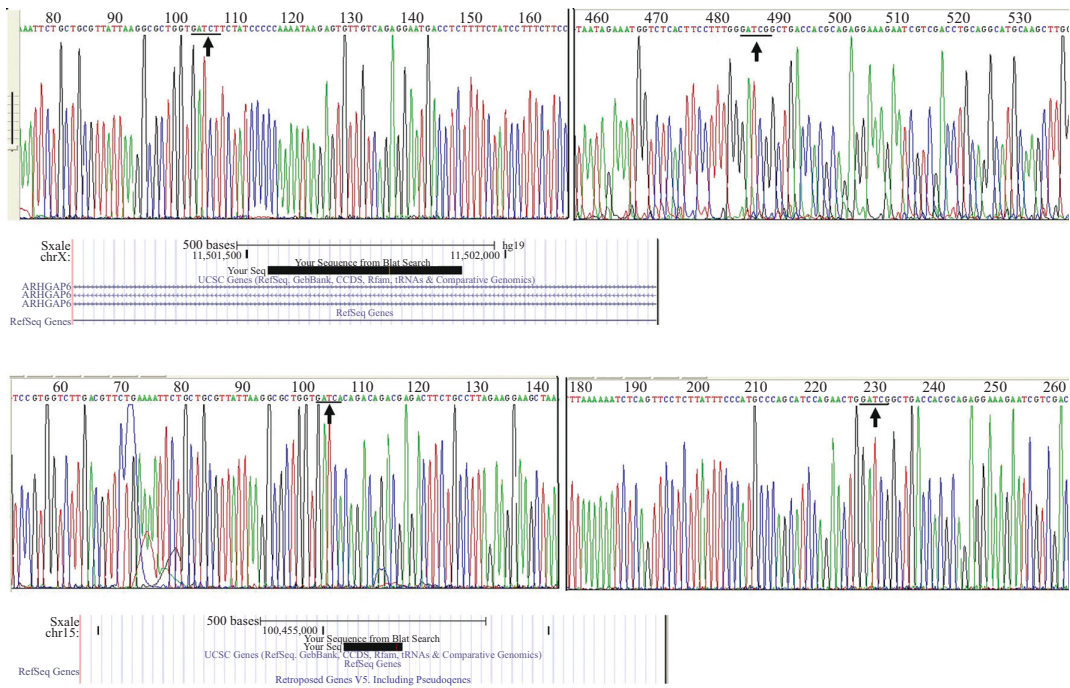 80 90 100 110 120 130 140 150 160
AAATTCTGCTGCGTTATTAAGGCGCTGGTGATCTTCTATCCCCCAAAATAAGAGTGTTGTCAGAGGAATGACCTCTTTTCTATCCTTTCTTCC
460 470 480 490 500 510 520 530
TAATAGAAATGGTCTCACTTCCTTTGGGATCGGCTGACCACGCAGAGGAAAGAATCGTCGACCTGCAGGCATGCAAGCTTGG
Sxale 500 bases hg19
chrX: 11,501,500 11,502,000
Your Sequence from Blat Search
Your Seq
UCSC Genes (RefSeq. GebBank, CCDS, Rfam, tRNAs & Comparative Genomics)
ARHGAP6
ARHGAP6
ARHGAP6
RefSeq Genes
RefSeq Genes
60 70 80 90 100 110 120 130 140
TCCGTGGTCTTGACGTTCTGAAAATTCTGCTGCGTTATTAAGGCGCTGGTGATCACAGACAGACGAGACTTCTGCCTTAGAAGGAAGCTAA
180 190 200 210 220 230 240 250 260
TTAAAAAATCTCAGTTCCTCTTATTTCCCATGCCCAGCATCCAGAACTGGATCGGCTGACCACGCAGAGGAAAGAATCGTCGAC
Sxale 500 bases
chr15: 100,455,000
Your Sequence from Blat Search
Your Seq
UCSC Genes (RefSeq. GebBank, CCDS, Rfam, tRNAs & Comparative Genomics)
RefSeq Genes
RefSeq Genes
Retroposed Genes V5. Including Pseudoqenes